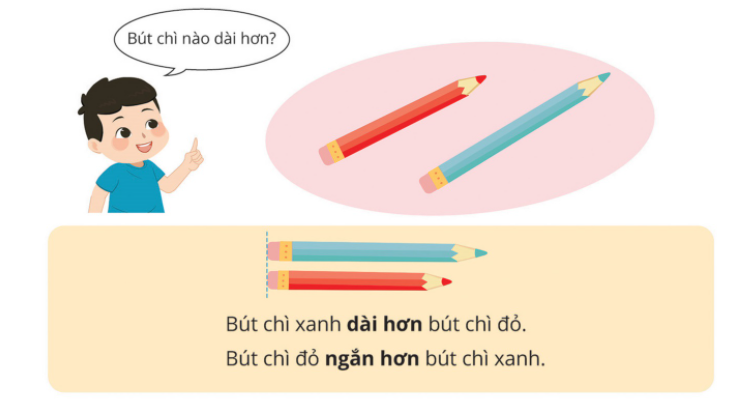 Bút chì nào dài hơn?
Bút chì xanh dài hơn bút chì đỏ.
Bút chì đỏ ngắn hơn bút chì xanh.